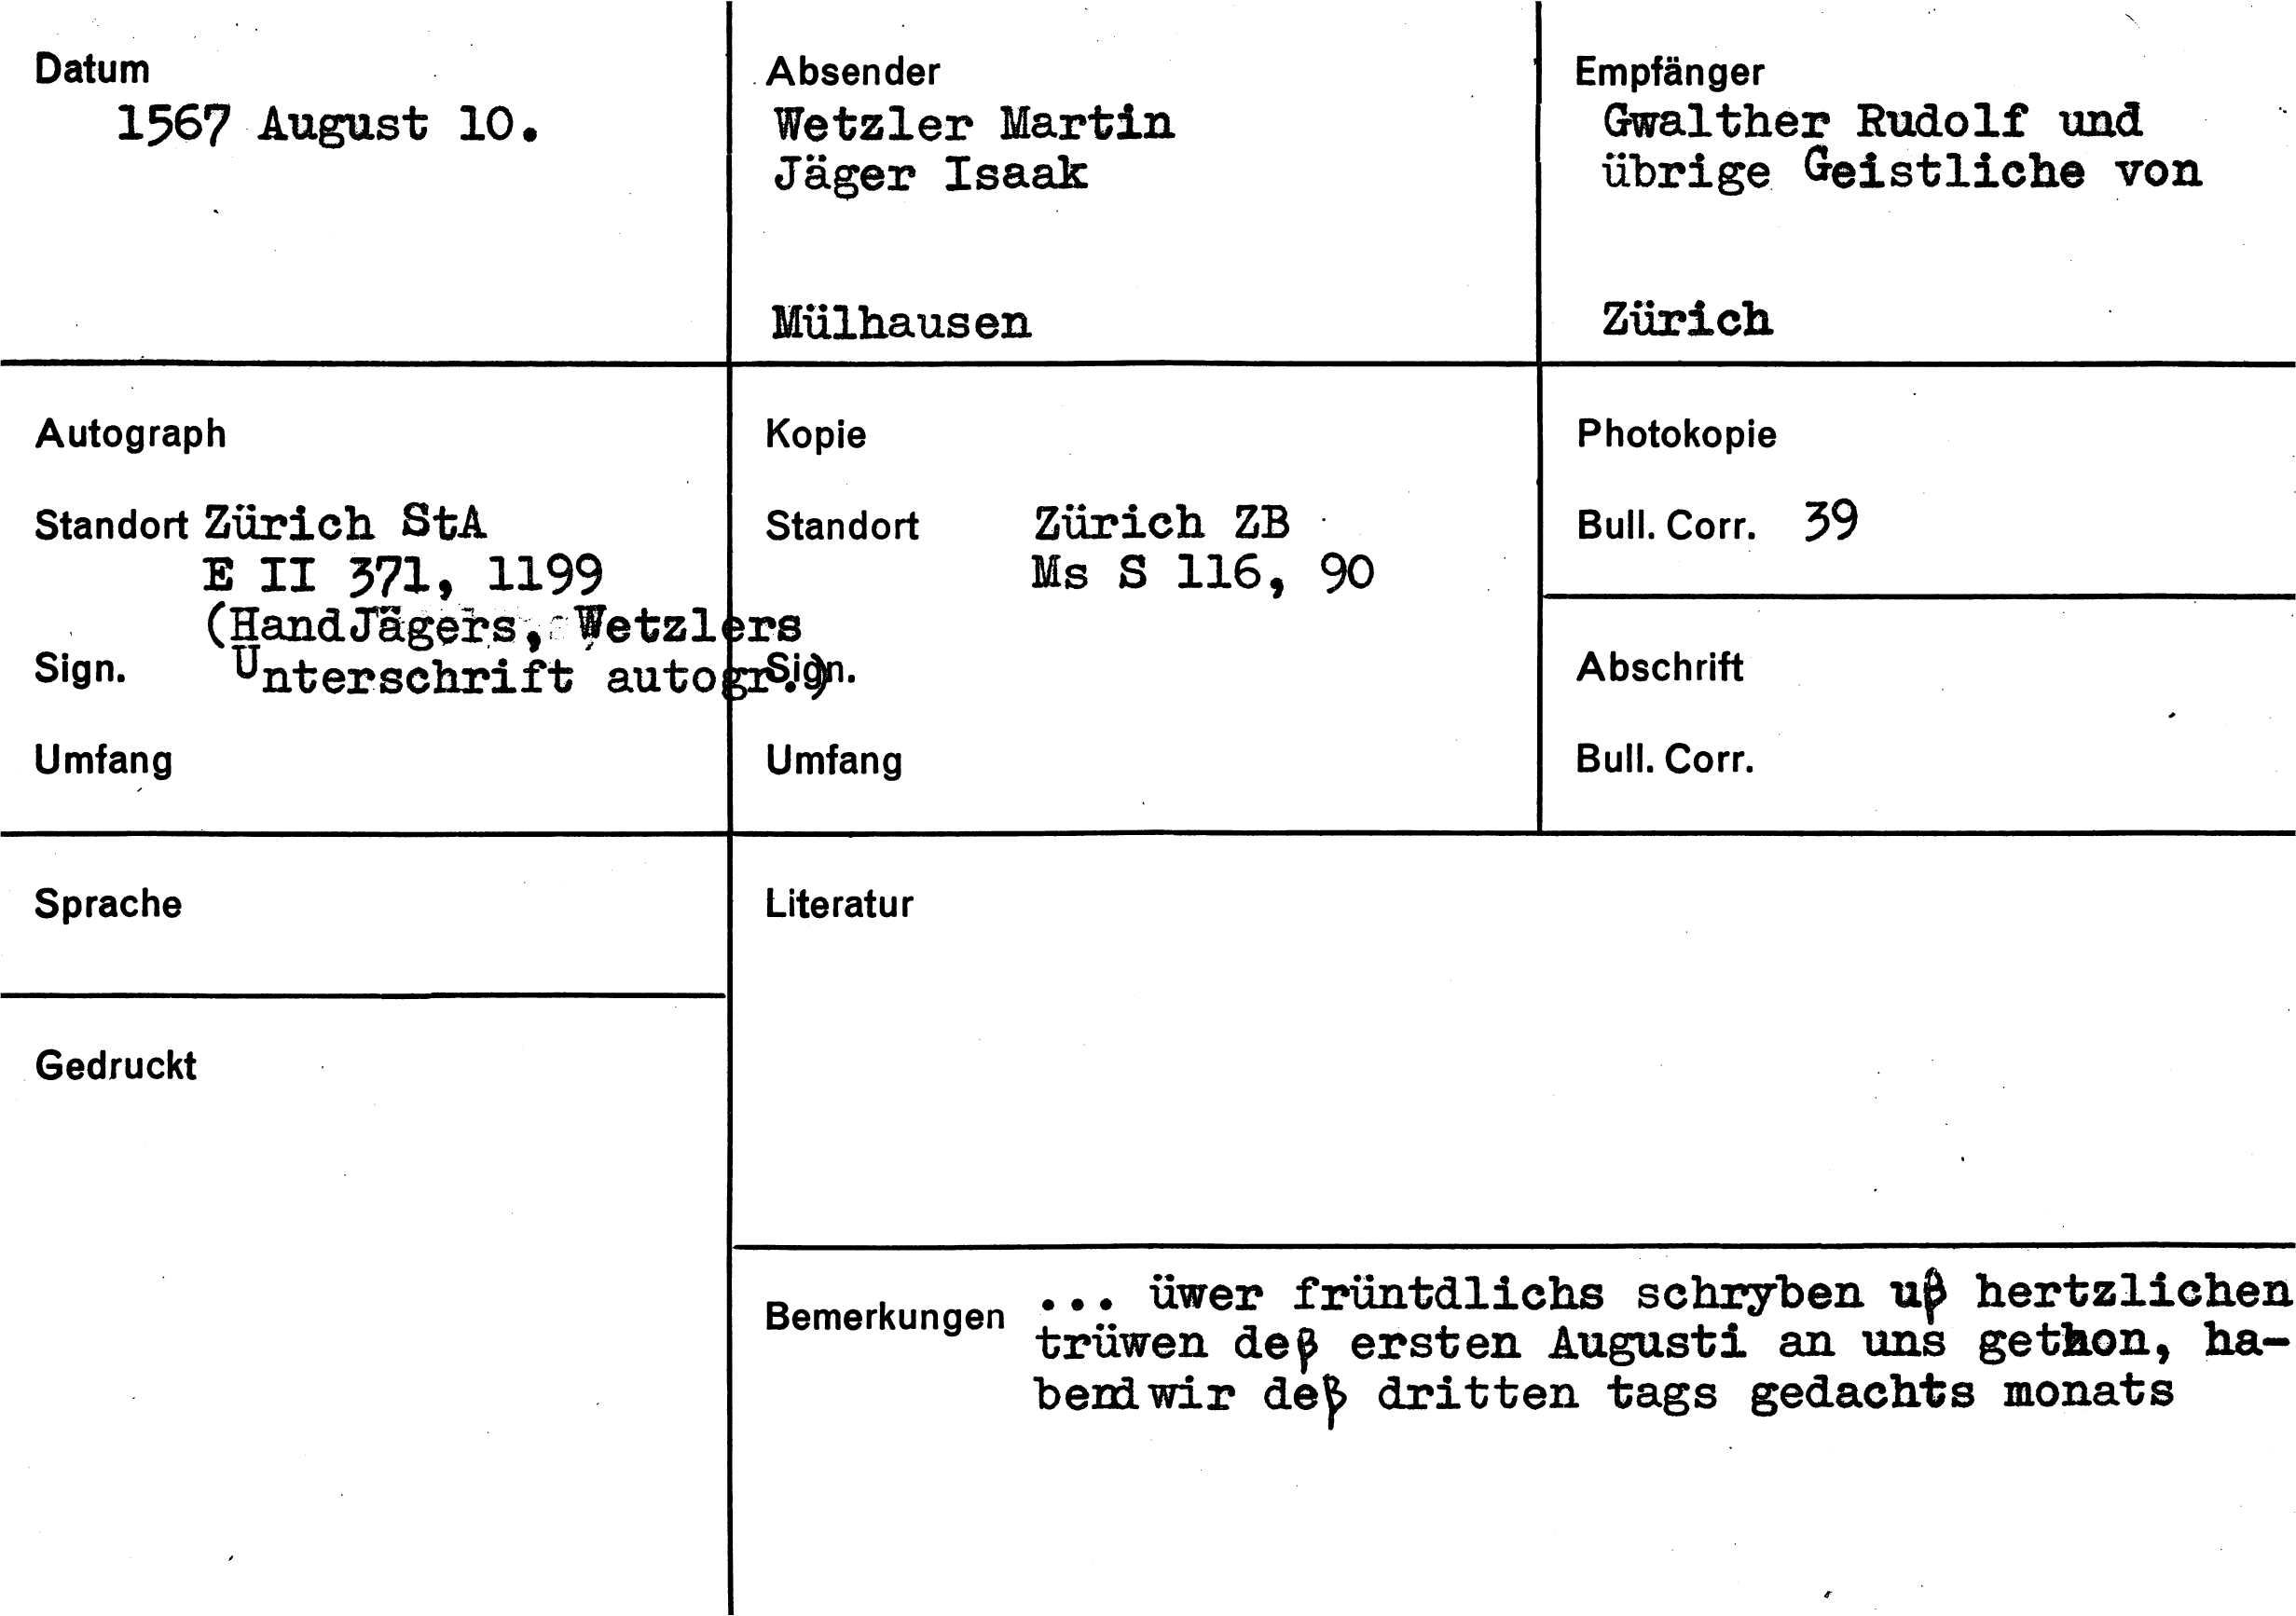 Datum
1567 August 10.
Absender
Wetzler Martin
Jäger Isaak
Mülhausen
Empfänger
Gwalther Rudolf und
übrige Geistliche von
Zürich
Autograph
Standort Zürich StA
E II 371, 1199
(Hand Jägers, Wetzlers
Sign. Unterschrift autogr.)
Umfang
Kopie
Standort Zürich ZB
Ms S 116, 90
Sign.
Umfang
Photokopie
Bull. Corr. 39
Abschrift
Bull. Corr.
Sprache
Literatur
Gedruckt
Bemerkungen ... üwer früntdlichs schryben uß hertzlichen
trüwen deß ersten Augusti an uns gethon, ha-
bend wir deß dritten tags gedachts monats